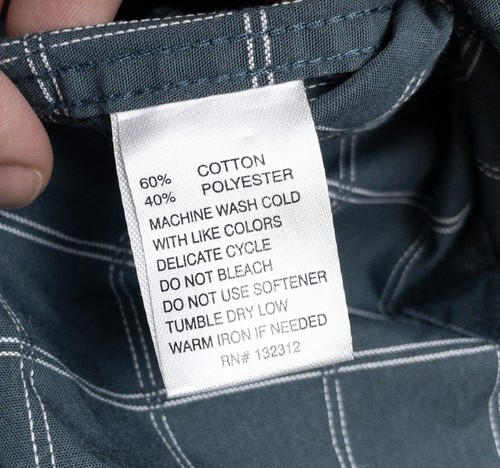 60% COTTON
40% POLYESTER
MACHINE WASH COLD
WITH LIKE COLORS
DELICATE CYCLE
DO NOT BLEACH
DO NOT USE SOFTENER
TUMBLE DRY LOW
WARM IRON IF NEEDED
RN# 132312